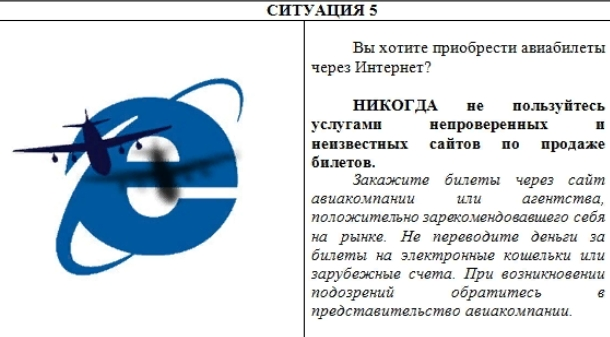 СИТУАЦИЯ 5
Вы хотите приобрести авиабилеты
через Интернет?
НИКОГДА не пользуйтесь
услугами непроверенных и
неизвестных сайтов по продаже
билетов.
Закажите билеты через сайт
авиакомпании или агентства,
положительно зарекомендовавшего себя
на рынке. Не переводите деньги за
билеты на электронные кошельки или
зарубежные счета. При возникновении
подозрений обратитесь в
представительство авиакомпании.